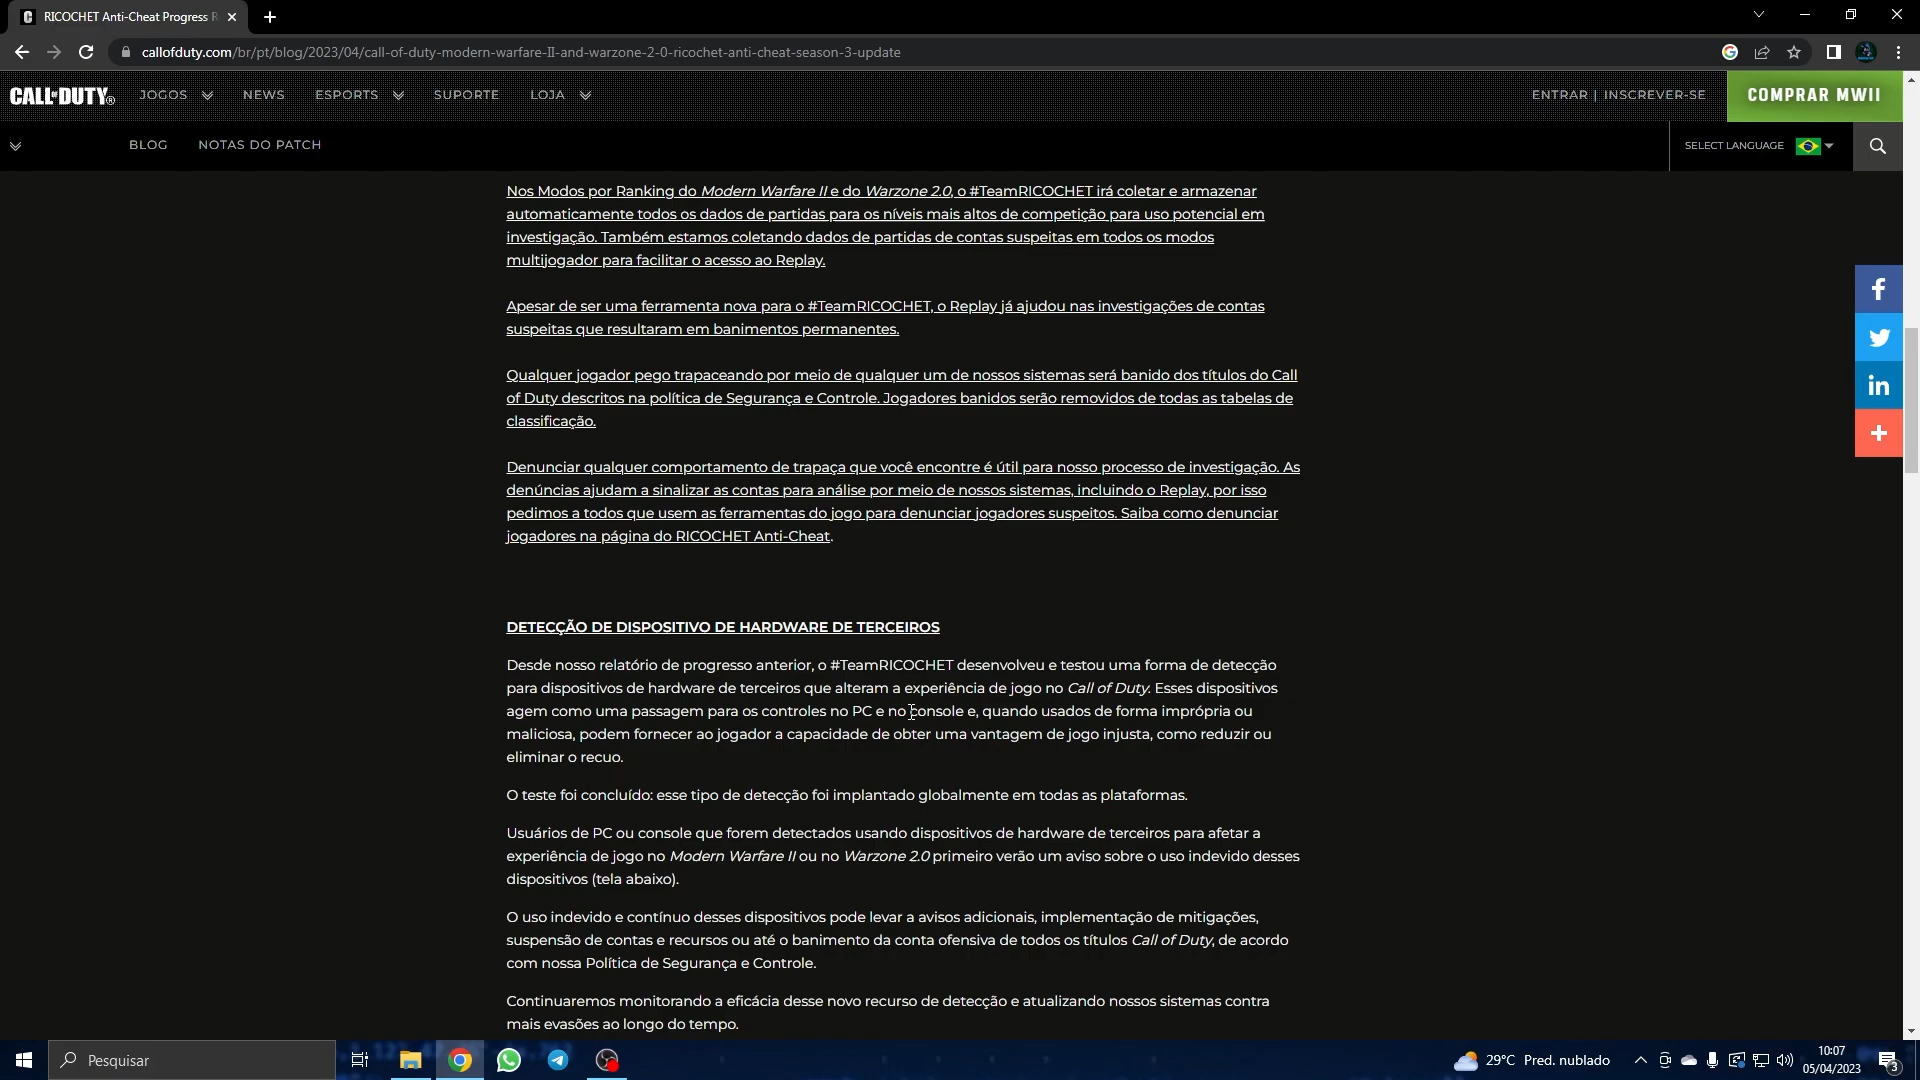 RICOCHET Anti-Cheat Progress R
callofduty.com/br/pt/blog/2023/04/call-of-duty-modern-warfare-II-and-warzone-2-0-ricochet-anti-cheat-season-3-update
CALL OF DUTY® JOGOS NEWS ESPORTS SUPORTE LOJA ENTRAR | INSCREVER-SE COMPRAR MWII
BLOG NOTAS DO PATCH SELECT LANGUAGE
Nos Modos por Ranking do Modern Warfare II e do Warzone 2.0, o #TeamRICOCHET irá coletar e armazenar
automaticamente todos os dados de partidas para os níveis mais altos de competição para uso potencial em
investigação. Também estamos coletando dados de partidas de contas suspeitas em todos os modos
multijogador para facilitar o acesso ao Replay.
Apesar de ser uma ferramenta nova para o #TeamRICOCHET, o Replay já ajudou nas investigações de contas
suspeitas que resultaram em banimentos permanentes.
Qualquer jogador pego trapaceando por meio de qualquer um de nossos sistemas será banido dos títulos do Call
of Duty descritos na política de Segurança e Controle. Jogadores banidos serão removidos de todas as tabelas de
classificação.
Denunciar qualquer comportamento de trapaça que você encontre é útil para nosso processo de investigação. As
denúncias ajudam a sinalizar as contas para análise por meio de nossos sistemas, incluindo o Replay, por isso
pedimos a todos que usem as ferramentas do jogo para denunciar jogadores suspeitos. Saiba como denunciar
jogadores na página do RICOCHET Anti-Cheat.
DETECÇÃO DE DISPOSITIVO DE HARDWARE DE TERCEIROS
Desde nosso relatório de progresso anterior, o #TeamRICOCHET desenvolveu e testou uma forma de detecção
para dispositivos de hardware de terceiros que alteram a experiência de jogo no Call of Duty. Esses dispositivos
agem como uma passagem para os controles no PC e no console e, quando usados de forma imprópria ou
maliciosa, podem fornecer ao jogador a capacidade de obter uma vantagem de jogo injusta, como reduzir ou
eliminar o recuo.
O teste foi concluído: esse tipo de detecção foi implantado globalmente em todas as plataformas.
Usuários de PC ou console que forem detectados usando dispositivos de hardware de terceiros para afetar a
experiência de jogo no Modern Warfare II ou no Warzone 2.0 primeiro verão um aviso sobre o uso indevido desses
dispositivos (tela abaixo).
O uso indevido e contínuo desses dispositivos pode levar a avisos adicionais, implementação de mitigações,
suspensão de contas e recursos ou até o banimento da conta ofensiva de todos os títulos Call of Duty, de acordo
com nossa Política de Segurança e Controle.
Continuaremos monitorando a eficácia desse novo recurso de detecção e atualizando nossos sistemas contra
mais evasões ao longo do tempo.
Pesquisar
29°C Pred. nublado
10:07
05/04/2023
3